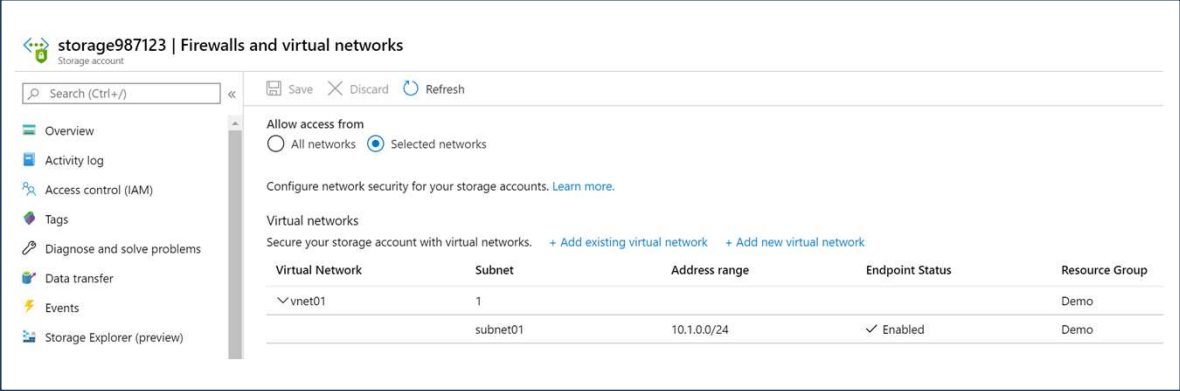 storage987123 | Firewalls and virtual networks
Storage account
Search (Ctrl+/)
«
Overview
Activity log
Access control (IAM)
Tags
Diagnose and solve problems
Data transfer
Events
Storage Explorer (preview)
Save Discard Refresh
Allow access from
All networks Selected networks
Configure network security for your storage accounts. Learn more.
Virtual networks
Secure your storage account with virtual networks. + Add existing virtual network + Add new virtual network
Virtual Network Subnet Address range Endpoint Status Resource Group
vnet01 1 Demo
subnet01 10.1.0.0/24 Enabled Demo